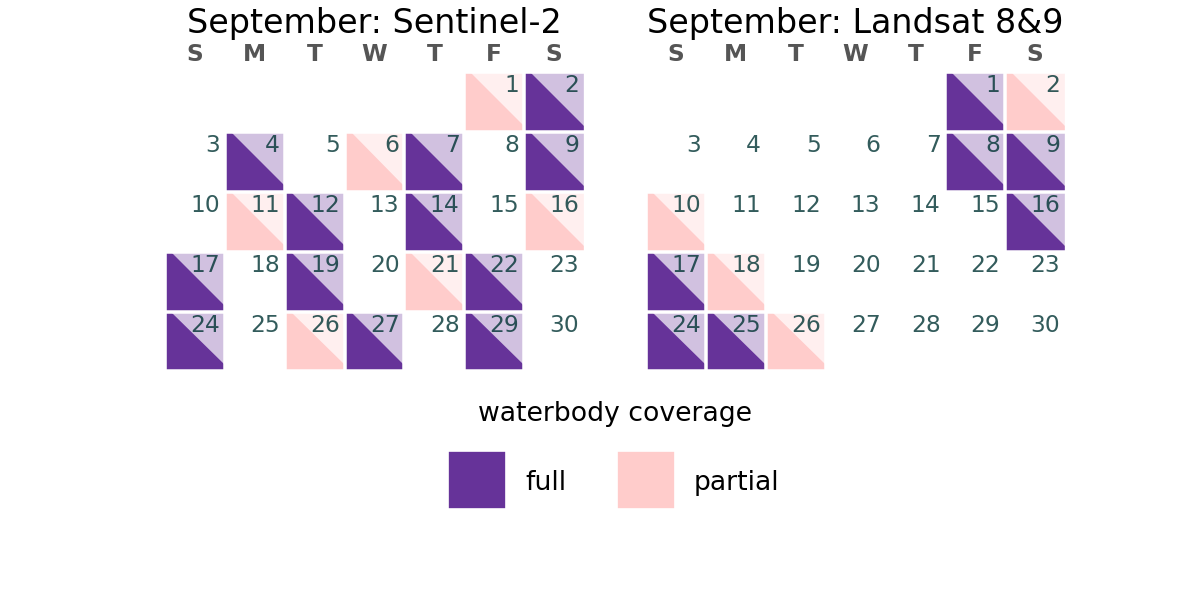 September: Sentinel-2
S M T W T F S
1 2
3 4 5 6 7 8 9
10 11 12 13 14 15 16
17 18 19 20 21 22 23
24 25 26 27 28 29 30
September: Landsat 8&9
S M T W T F S
1 2
3 4 5 6 7 8 9
10 11 12 13 14 15 16
17 18 19 20 21 22 23
24 25 26 27 28 29 30
waterbody coverage
full
partial